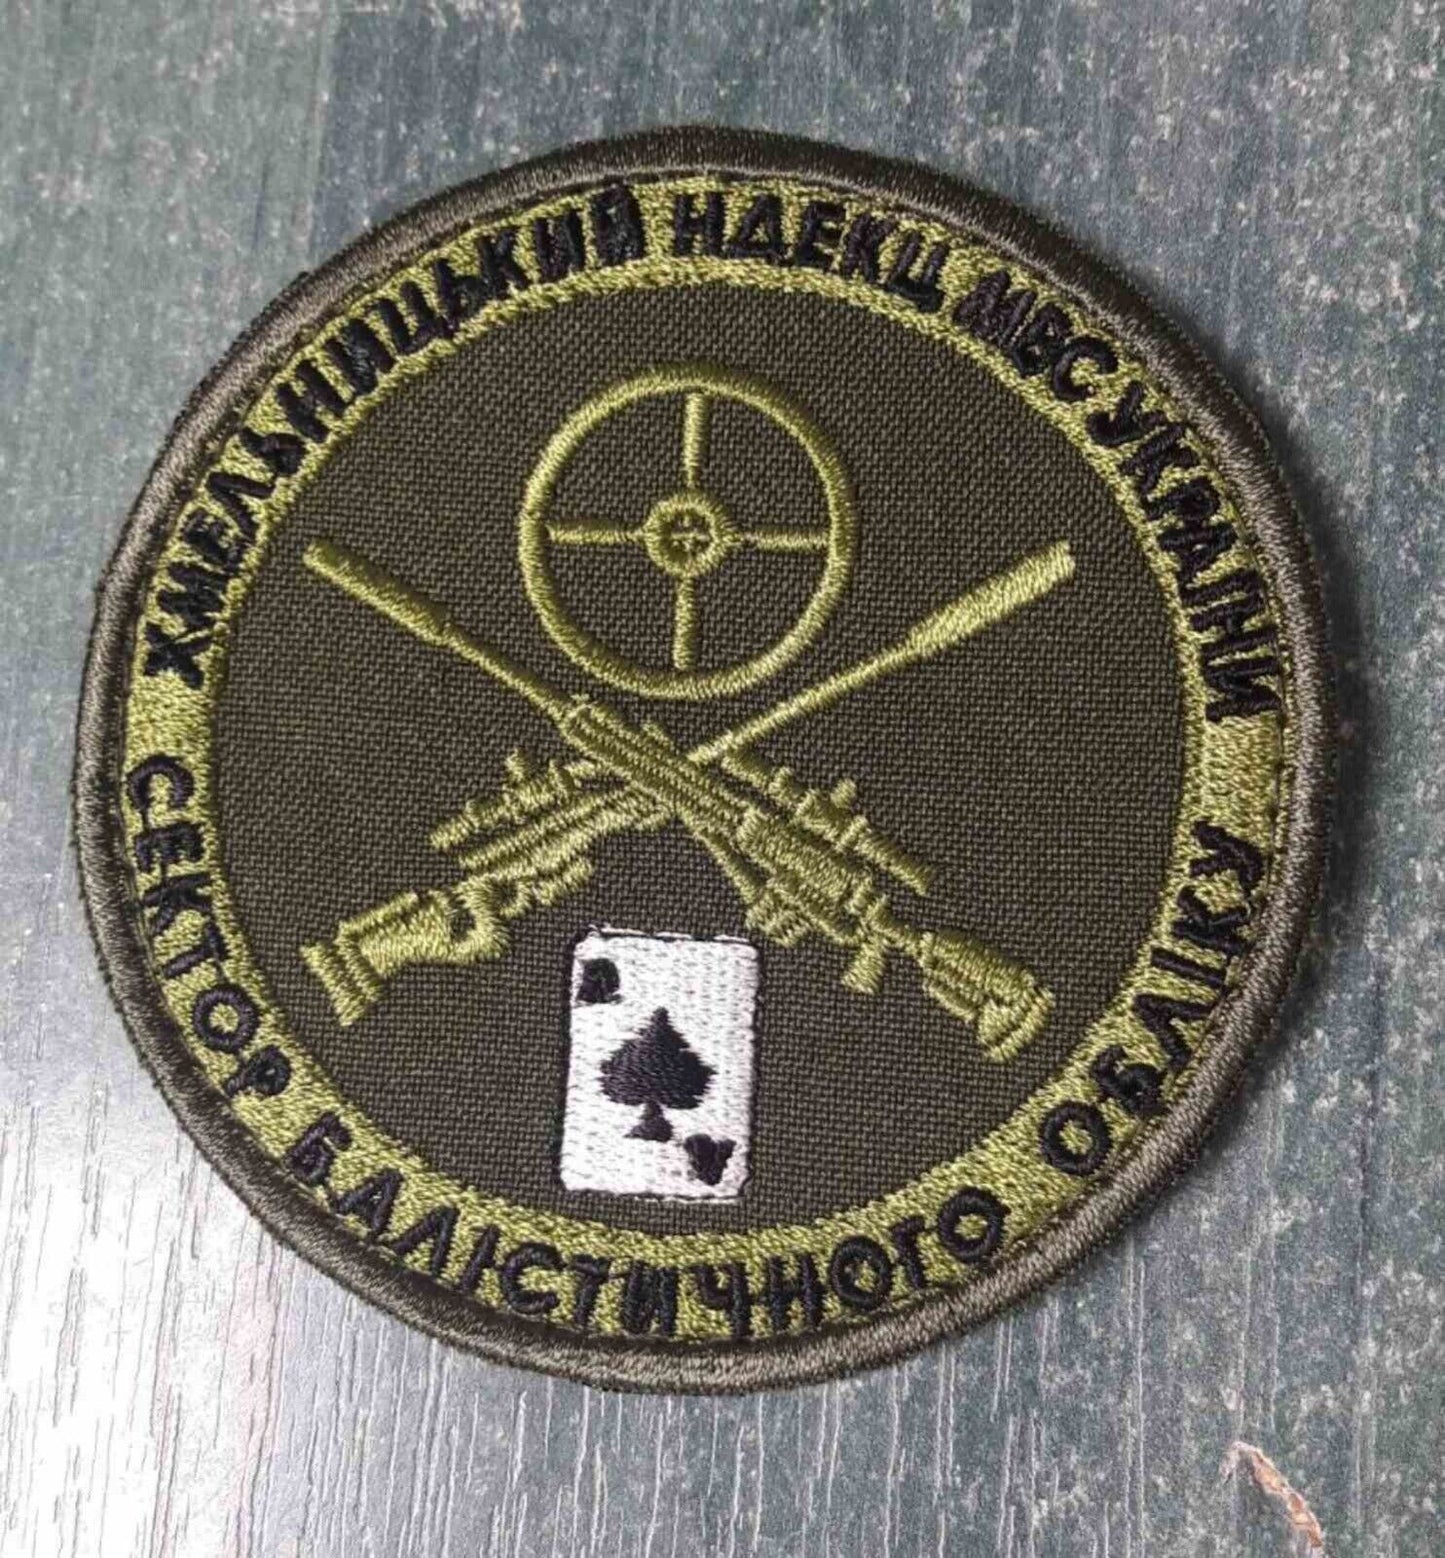 ХМЕЛЬНИЦЬКИЙ НДЕКЦ МВС УКРАЇНИ
СЕКТОР БАЛІСТИЧНОГО ОБЛІКУ